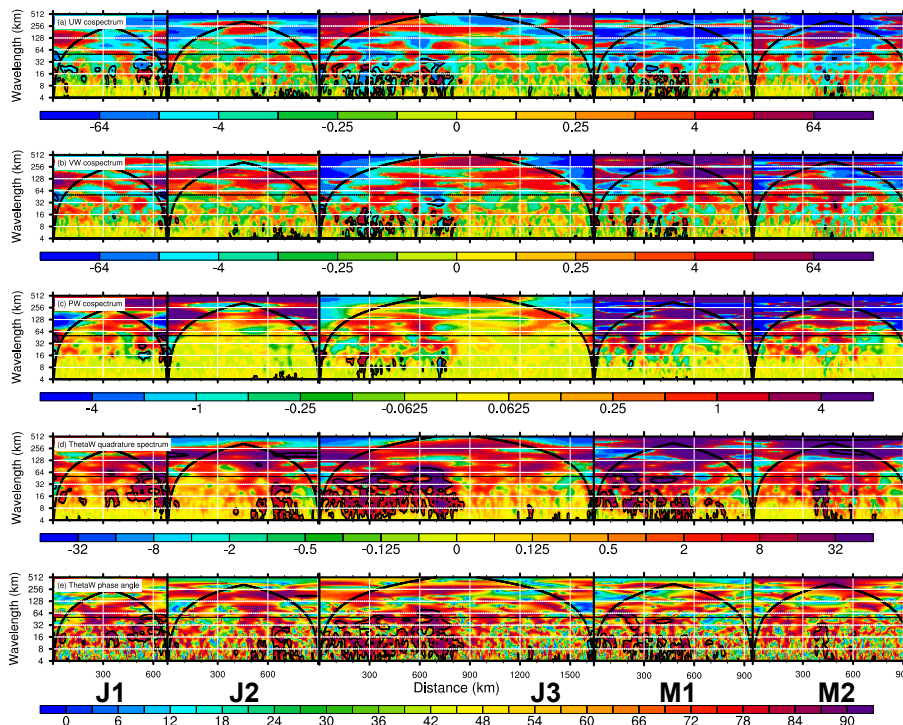 (a) UW cospectrum
Wavelength (km)
512
256
128
64
32
16
8
4
-64 -4 -0.25 0 0.25 4 64
(b) VW cospectrum
Wavelength (km)
512
256
128
64
32
16
8
4
-64 -4 -0.25 0 0.25 4 64
(c) PW cospectrum
Wavelength (km)
512
256
128
64
32
16
8
4
-4 -1 -0.25 -0.0625 0.0625 0.25 1 4
(d) ThetaW quadrature spectrum
Wavelength (km)
512
256
128
64
32
16
8
4
-32 -8 -2 -0.5 -0.125 0 0.125 0.5 2 8 32
(e) ThetaW phase angle
Wavelength (km)
512
256
128
64
32
16
8
4
300 600 300 600 300 600 900 1200 1500 300 600 900 300 600 900
Distance (km)
J1 J2 J3 M1 M2
0 6 12 18 24 30 36 42 48 54 60 66 72 78 84 90